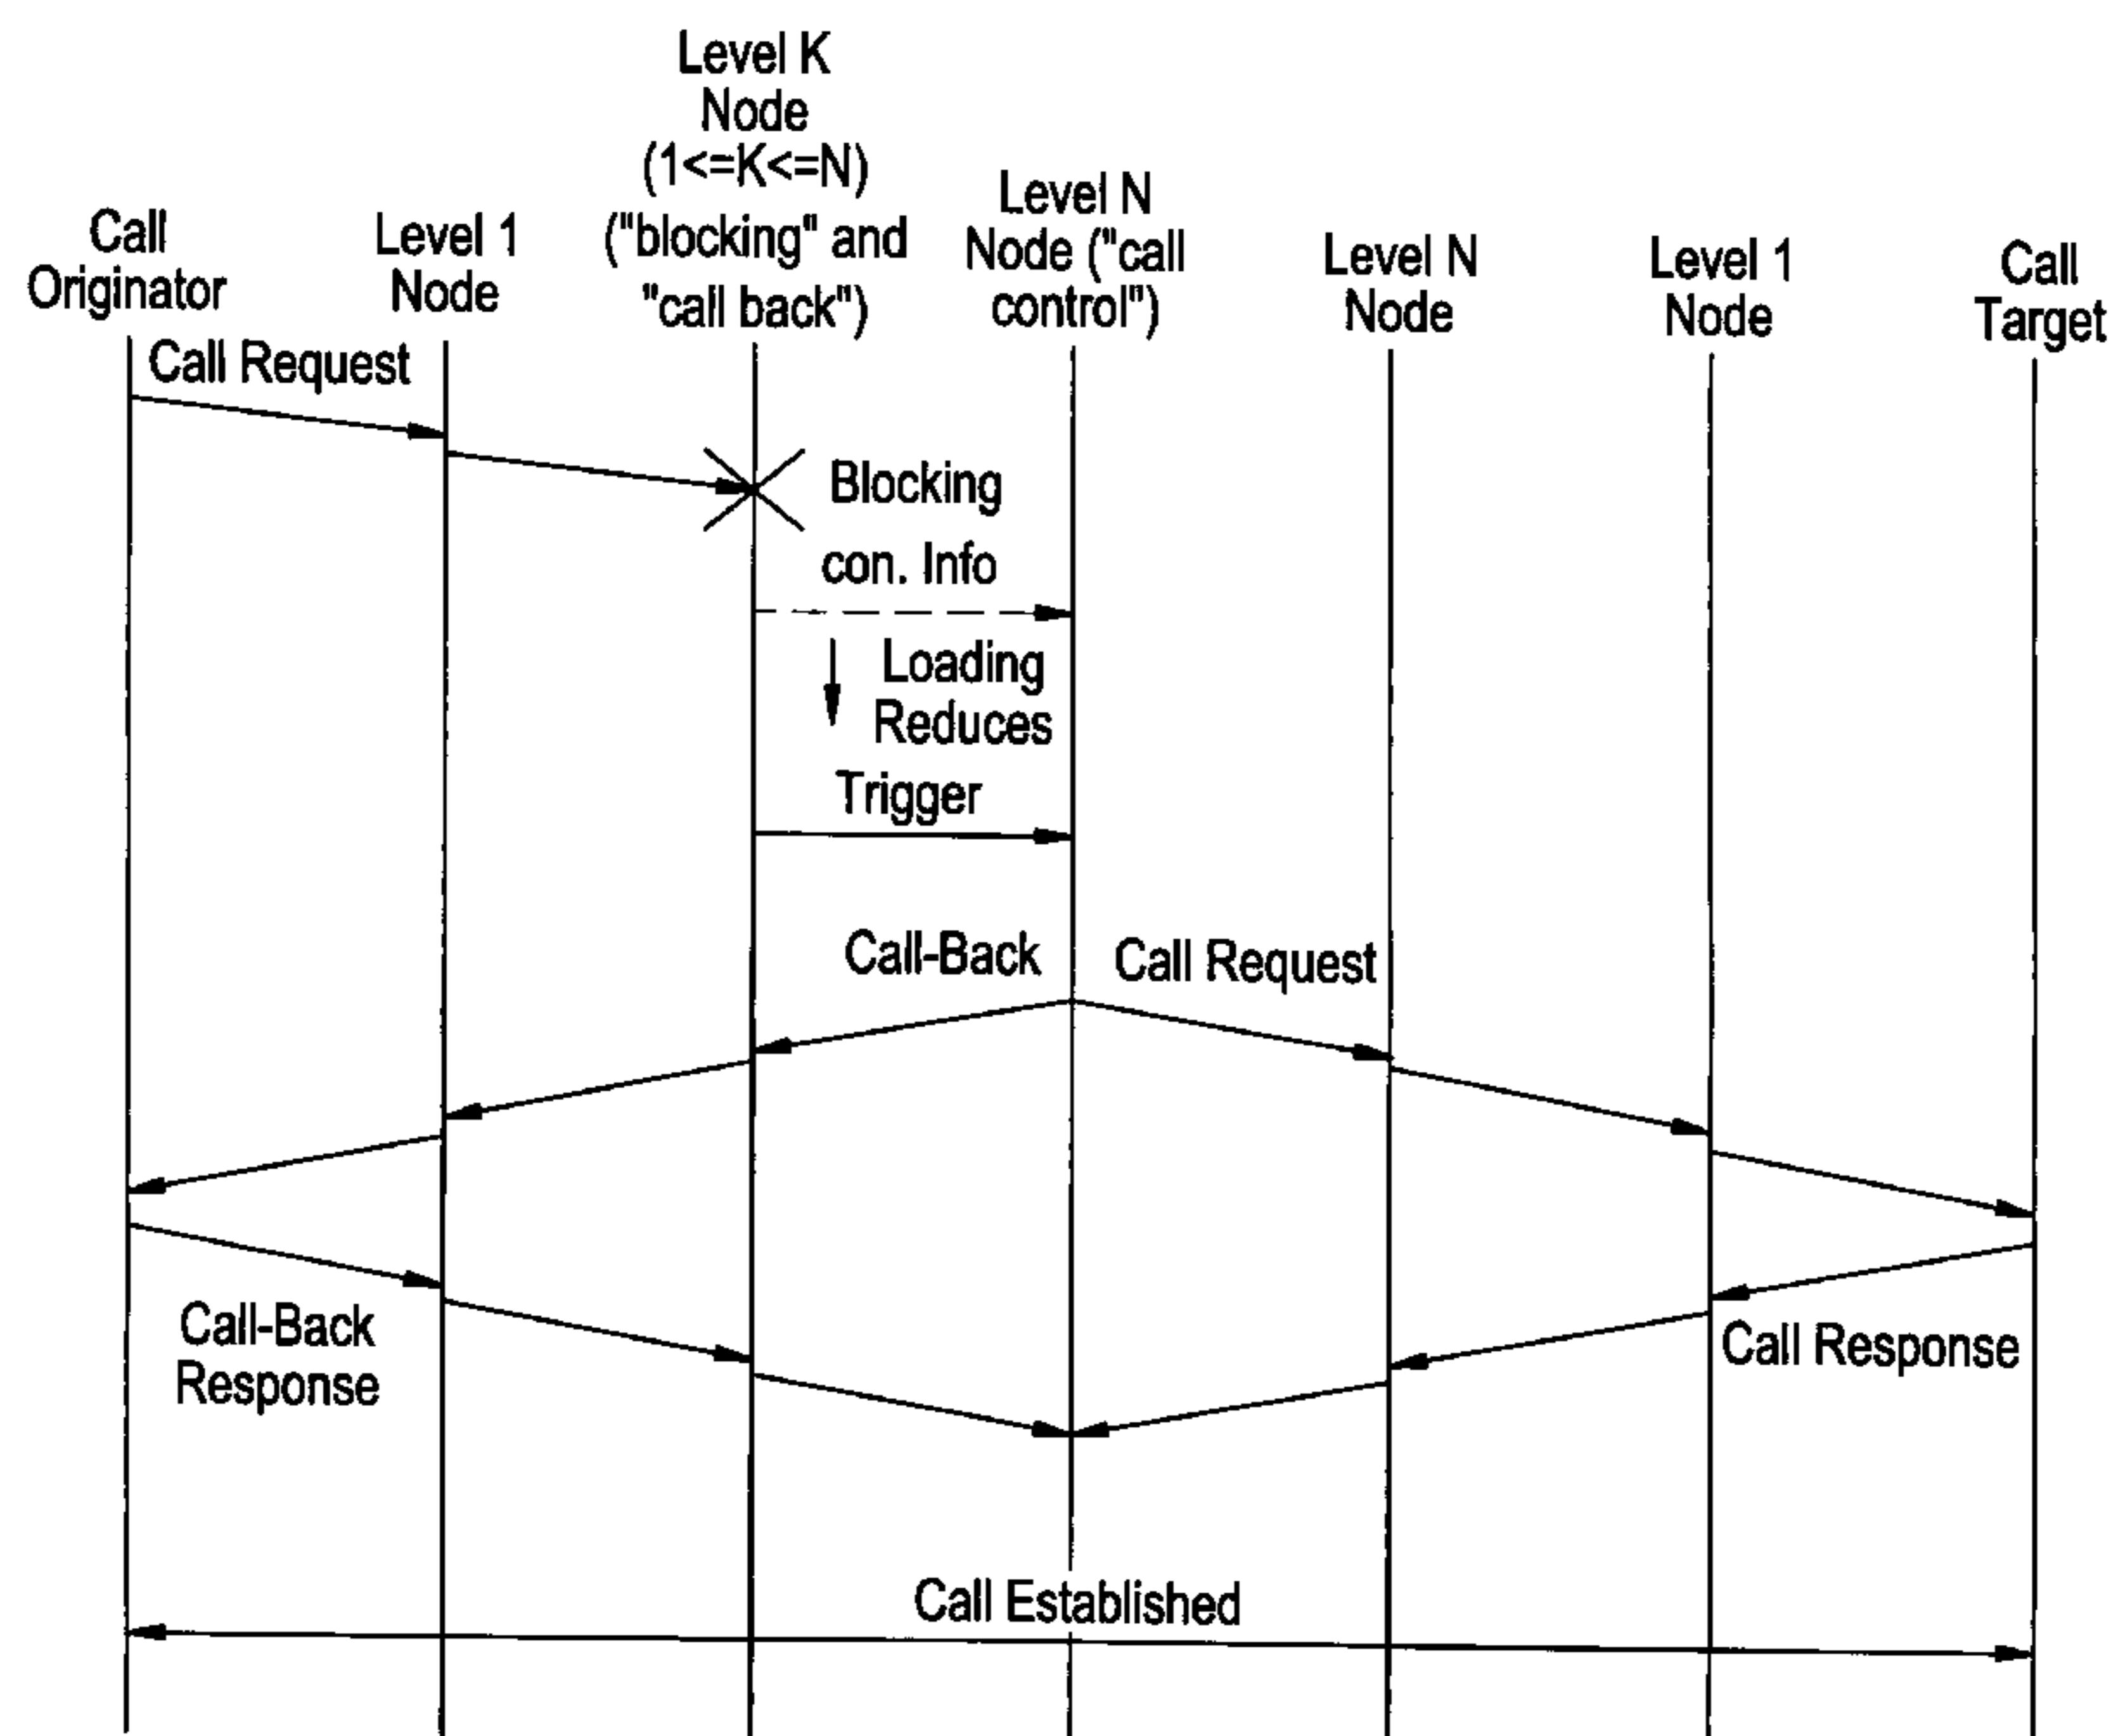 Call
Originator
Level 1
Node
Level K
Node
(1<=K<=N)
("blocking" and
"call back")
Level N
Node ("call
control")
Level N
Node
Level 1
Node
Call
Target
Call Request
Blocking
con. Info
Loading
Reduces
Trigger
Call-Back
Call Request
Call-Back
Response
Call Response
Call Established